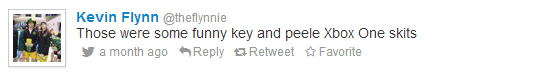 Kevin Flynn @theflynnie
Those were some funny key and peele Xbox One skits
a month ago Reply Retweet Favorite